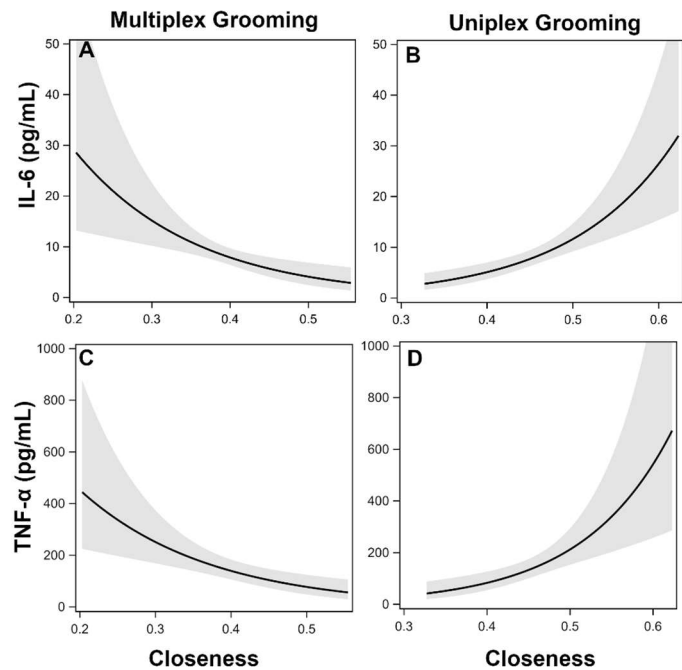 Multiplex Grooming Uniplex Grooming
A B
IL-6 (pg/mL)
50
40
30
20
10
0
50
40
30
20
10
0
0.2 0.3 0.4 0.5
0.3 0.4 0.5 0.6
C D
TNF-α (pg/mL)
1000
800
600
400
200
0
1000
800
600
400
200
0
0.2 0.3 0.4 0.5
0.3 0.4 0.5 0.6
Closeness Closeness